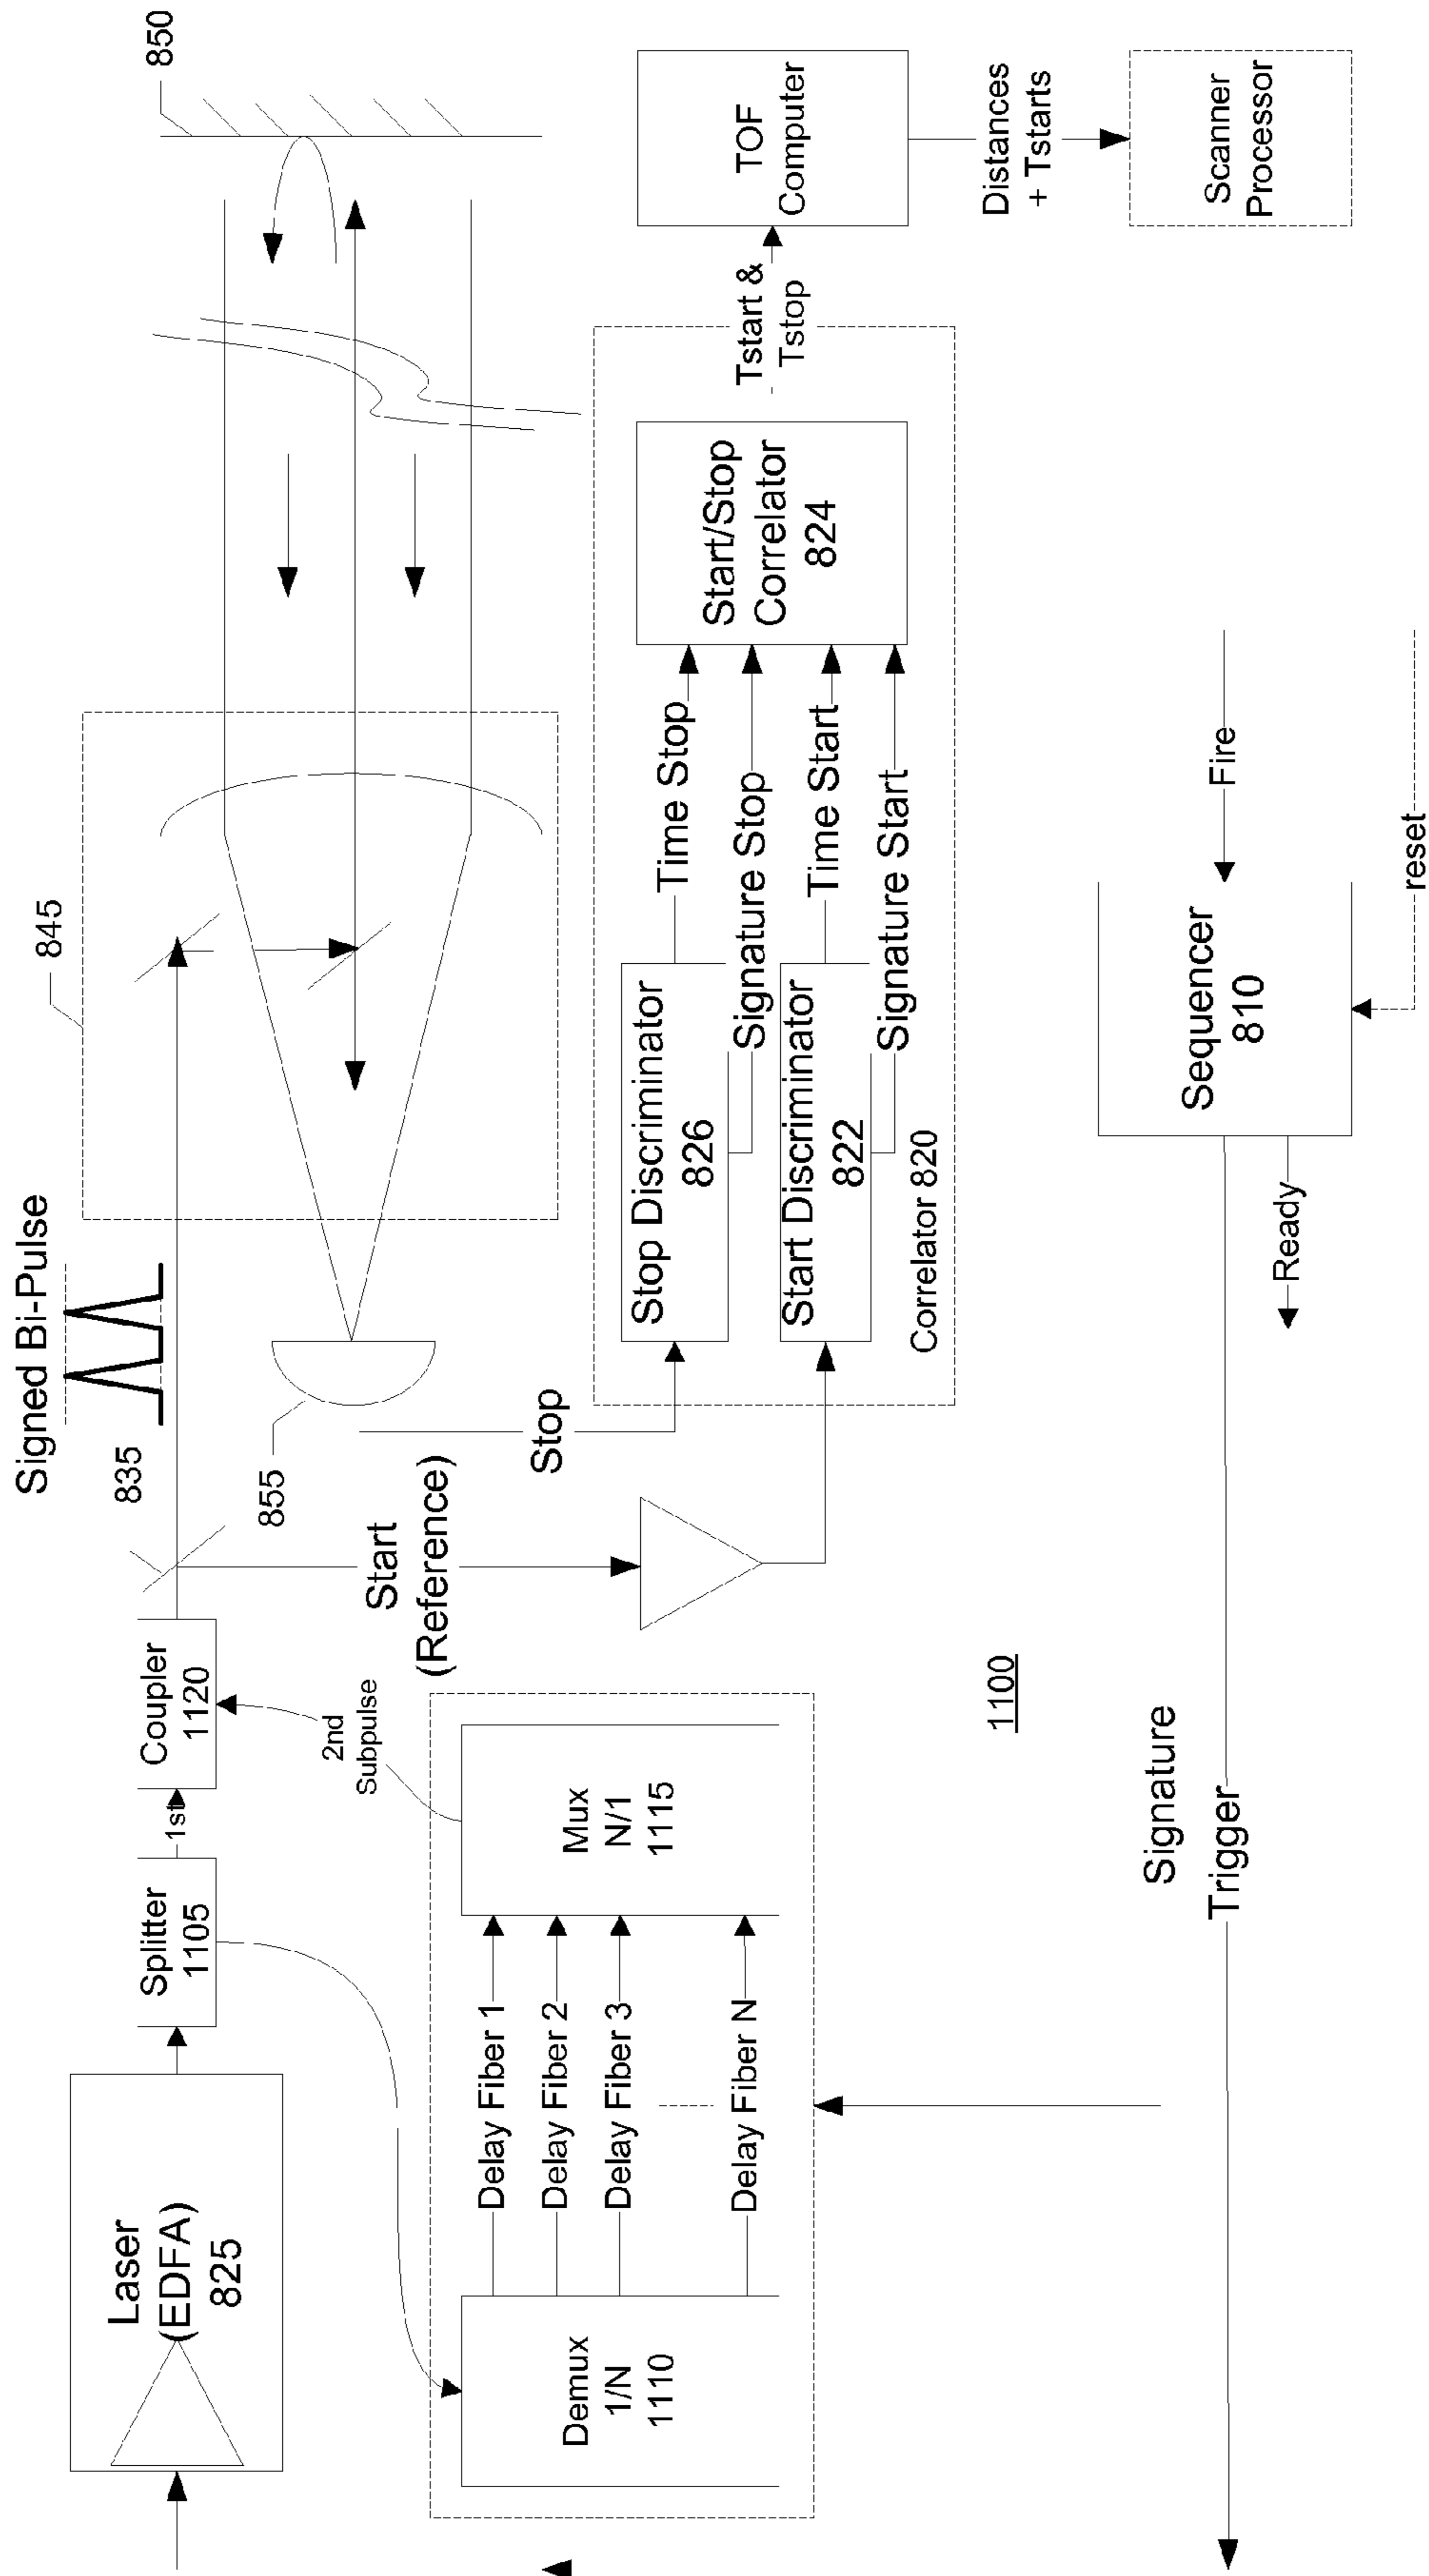 Signed Bi-Pulse
845
850
835
Laser
(EDFA)
825
Splitter
1105
1st
Coupler
1120
855
2nd
Subpulse
Start
(Reference)
Stop
Demux
1/N
1110
Delay Fiber 1
Delay Fiber 2
Delay Fiber 3
Delay Fiber N
Mux
N/1
1115
Stop Discriminator
826
Time Stop
Signature Stop
Start Discriminator
822
Time Start
Signature Start
Correlator 820
Start/Stop
Correlator
824
Tstart &
Tstop
TOF
Computer
Distances
+ Tstarts
Scanner
Processor
1100
Signature
Trigger
Ready
Sequencer
810
Fire
reset